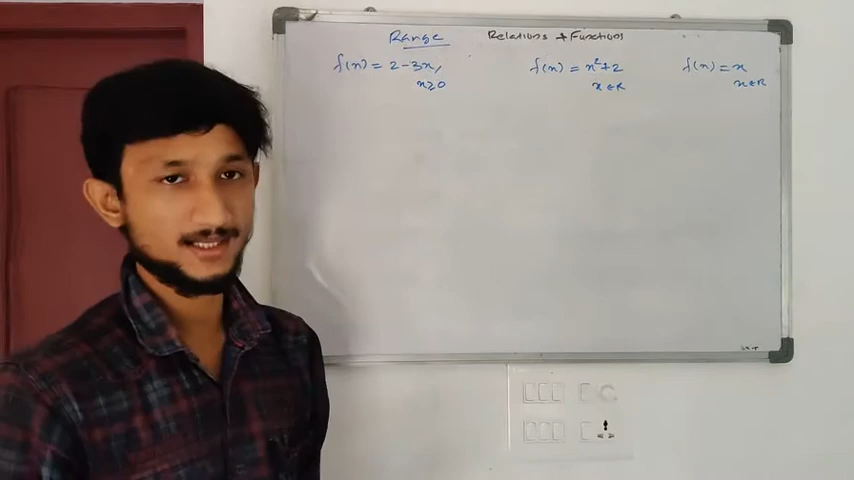 Range Relations & Functions
f(x) = 2-3x, f(x) = x²+2 f(x) = x
x≥0 x∈R x∈R